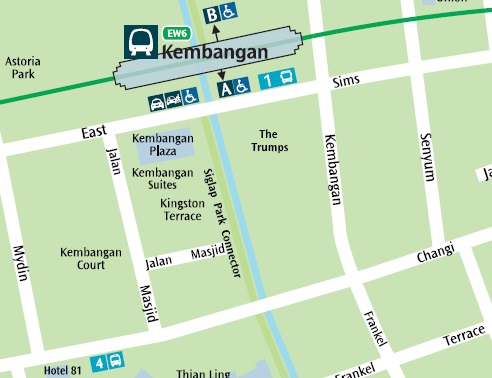 B
Union
EW6
Kembangan
Astoria
Park
A
1
Sims
East
Kembangan
Plaza
The
Trumps
Jalan
Kembangan
Senyum
Kembangan
Suites
Siglap Park Connector
Kingston
Terrace
Ja
Mydin
Kembangan
Court
Jalan Masjid
Changi
Masjid
Frankel
Terrace
Hotel 81
4
Thian Ling
Frankel